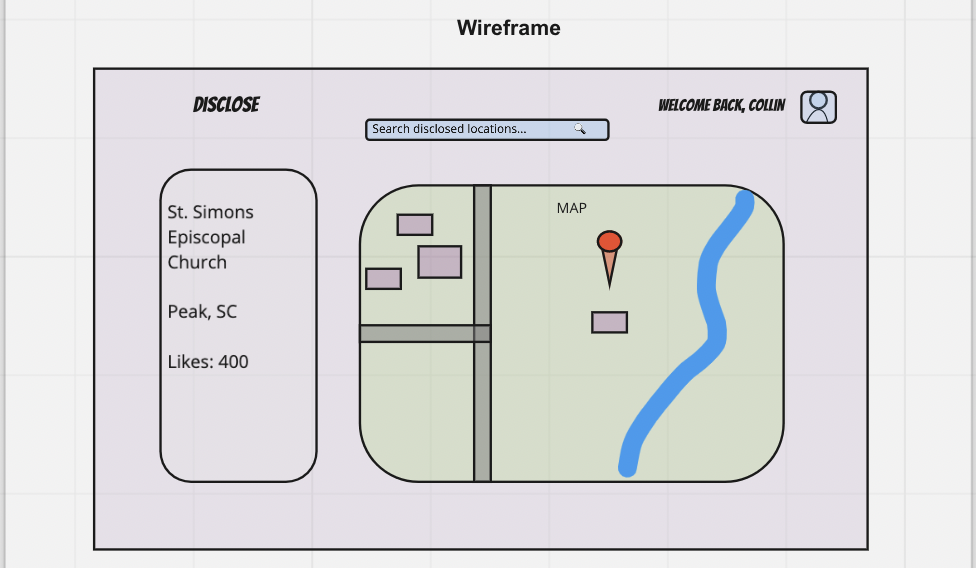 Wireframe
DISCLOSE
WELCOME BACK, COLLIN
Search disclosed locations...
St. Simons
Episcopal
Church
Peak, SC
Likes: 400
MAP